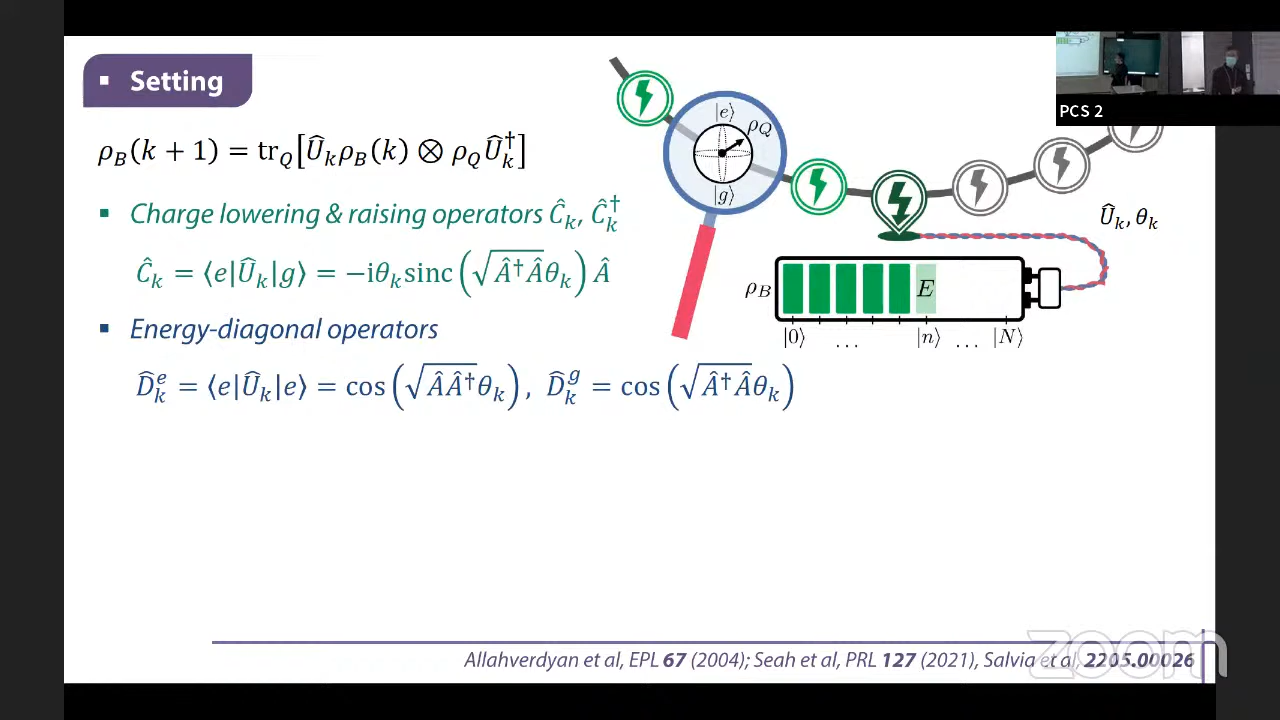 ▪ Setting
ρ_B(k + 1) = tr_Q[Û_k ρ_B(k) ⊗ ρ_Q Û_k^†]
▪ Charge lowering & raising operators Ĉ_k, Ĉ_k^†
Ĉ_k = ⟨e|Û_k|g⟩ = −iθ_k sinc(√(Â†Â) θ_k) Â
▪ Energy-diagonal operators
D̂_k^e = ⟨e|Û_k|e⟩ = cos(√(ÂÂ†) θ_k), D̂_k^g = cos(√(Â†Â) θ_k)
|e⟩
ρ_Q
|g⟩
PCS 2
Û_k, θ_k
ρ_B
E
|0⟩ ... |n⟩ ... |N⟩
Allahverdyan et al, EPL 67 (2004); Seah et al, PRL 127 (2021), Salvia et al, 2205.00026
zoom